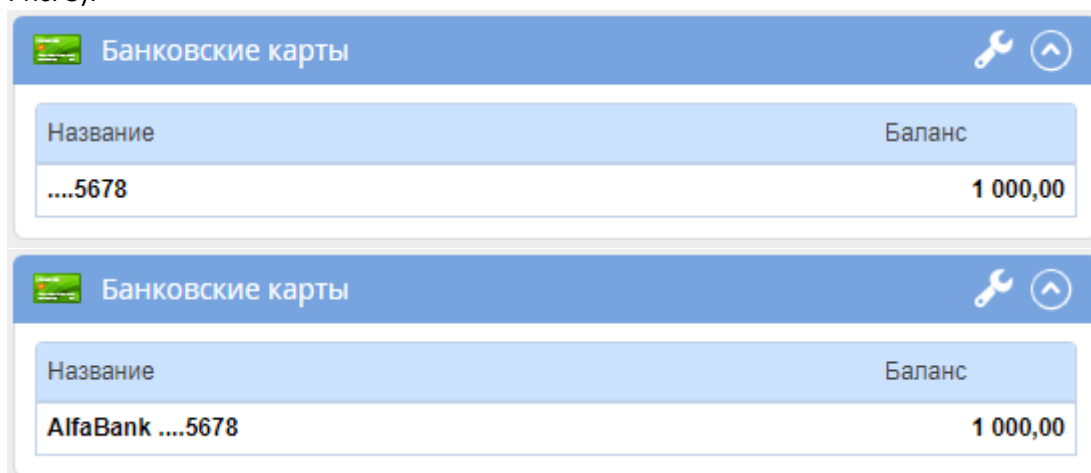 Банковские карты
Название Баланс
....5678 1 000,00
Банковские карты
Название Баланс
AlfaBank ....5678 1 000,00